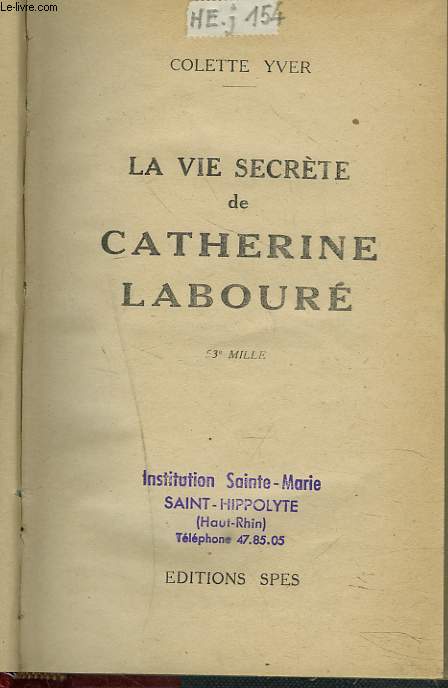 Le-livre.com
HE.j 154
COLETTE YVER
LA VIE SECRÈTE
de
CATHERINE
LABOURÉ
MILLE
Institution Sainte-Marie
SAINT-HIPPOLYTE
(Haut-Rhin)
Téléphone 47.85.05
EDITIONS SPES